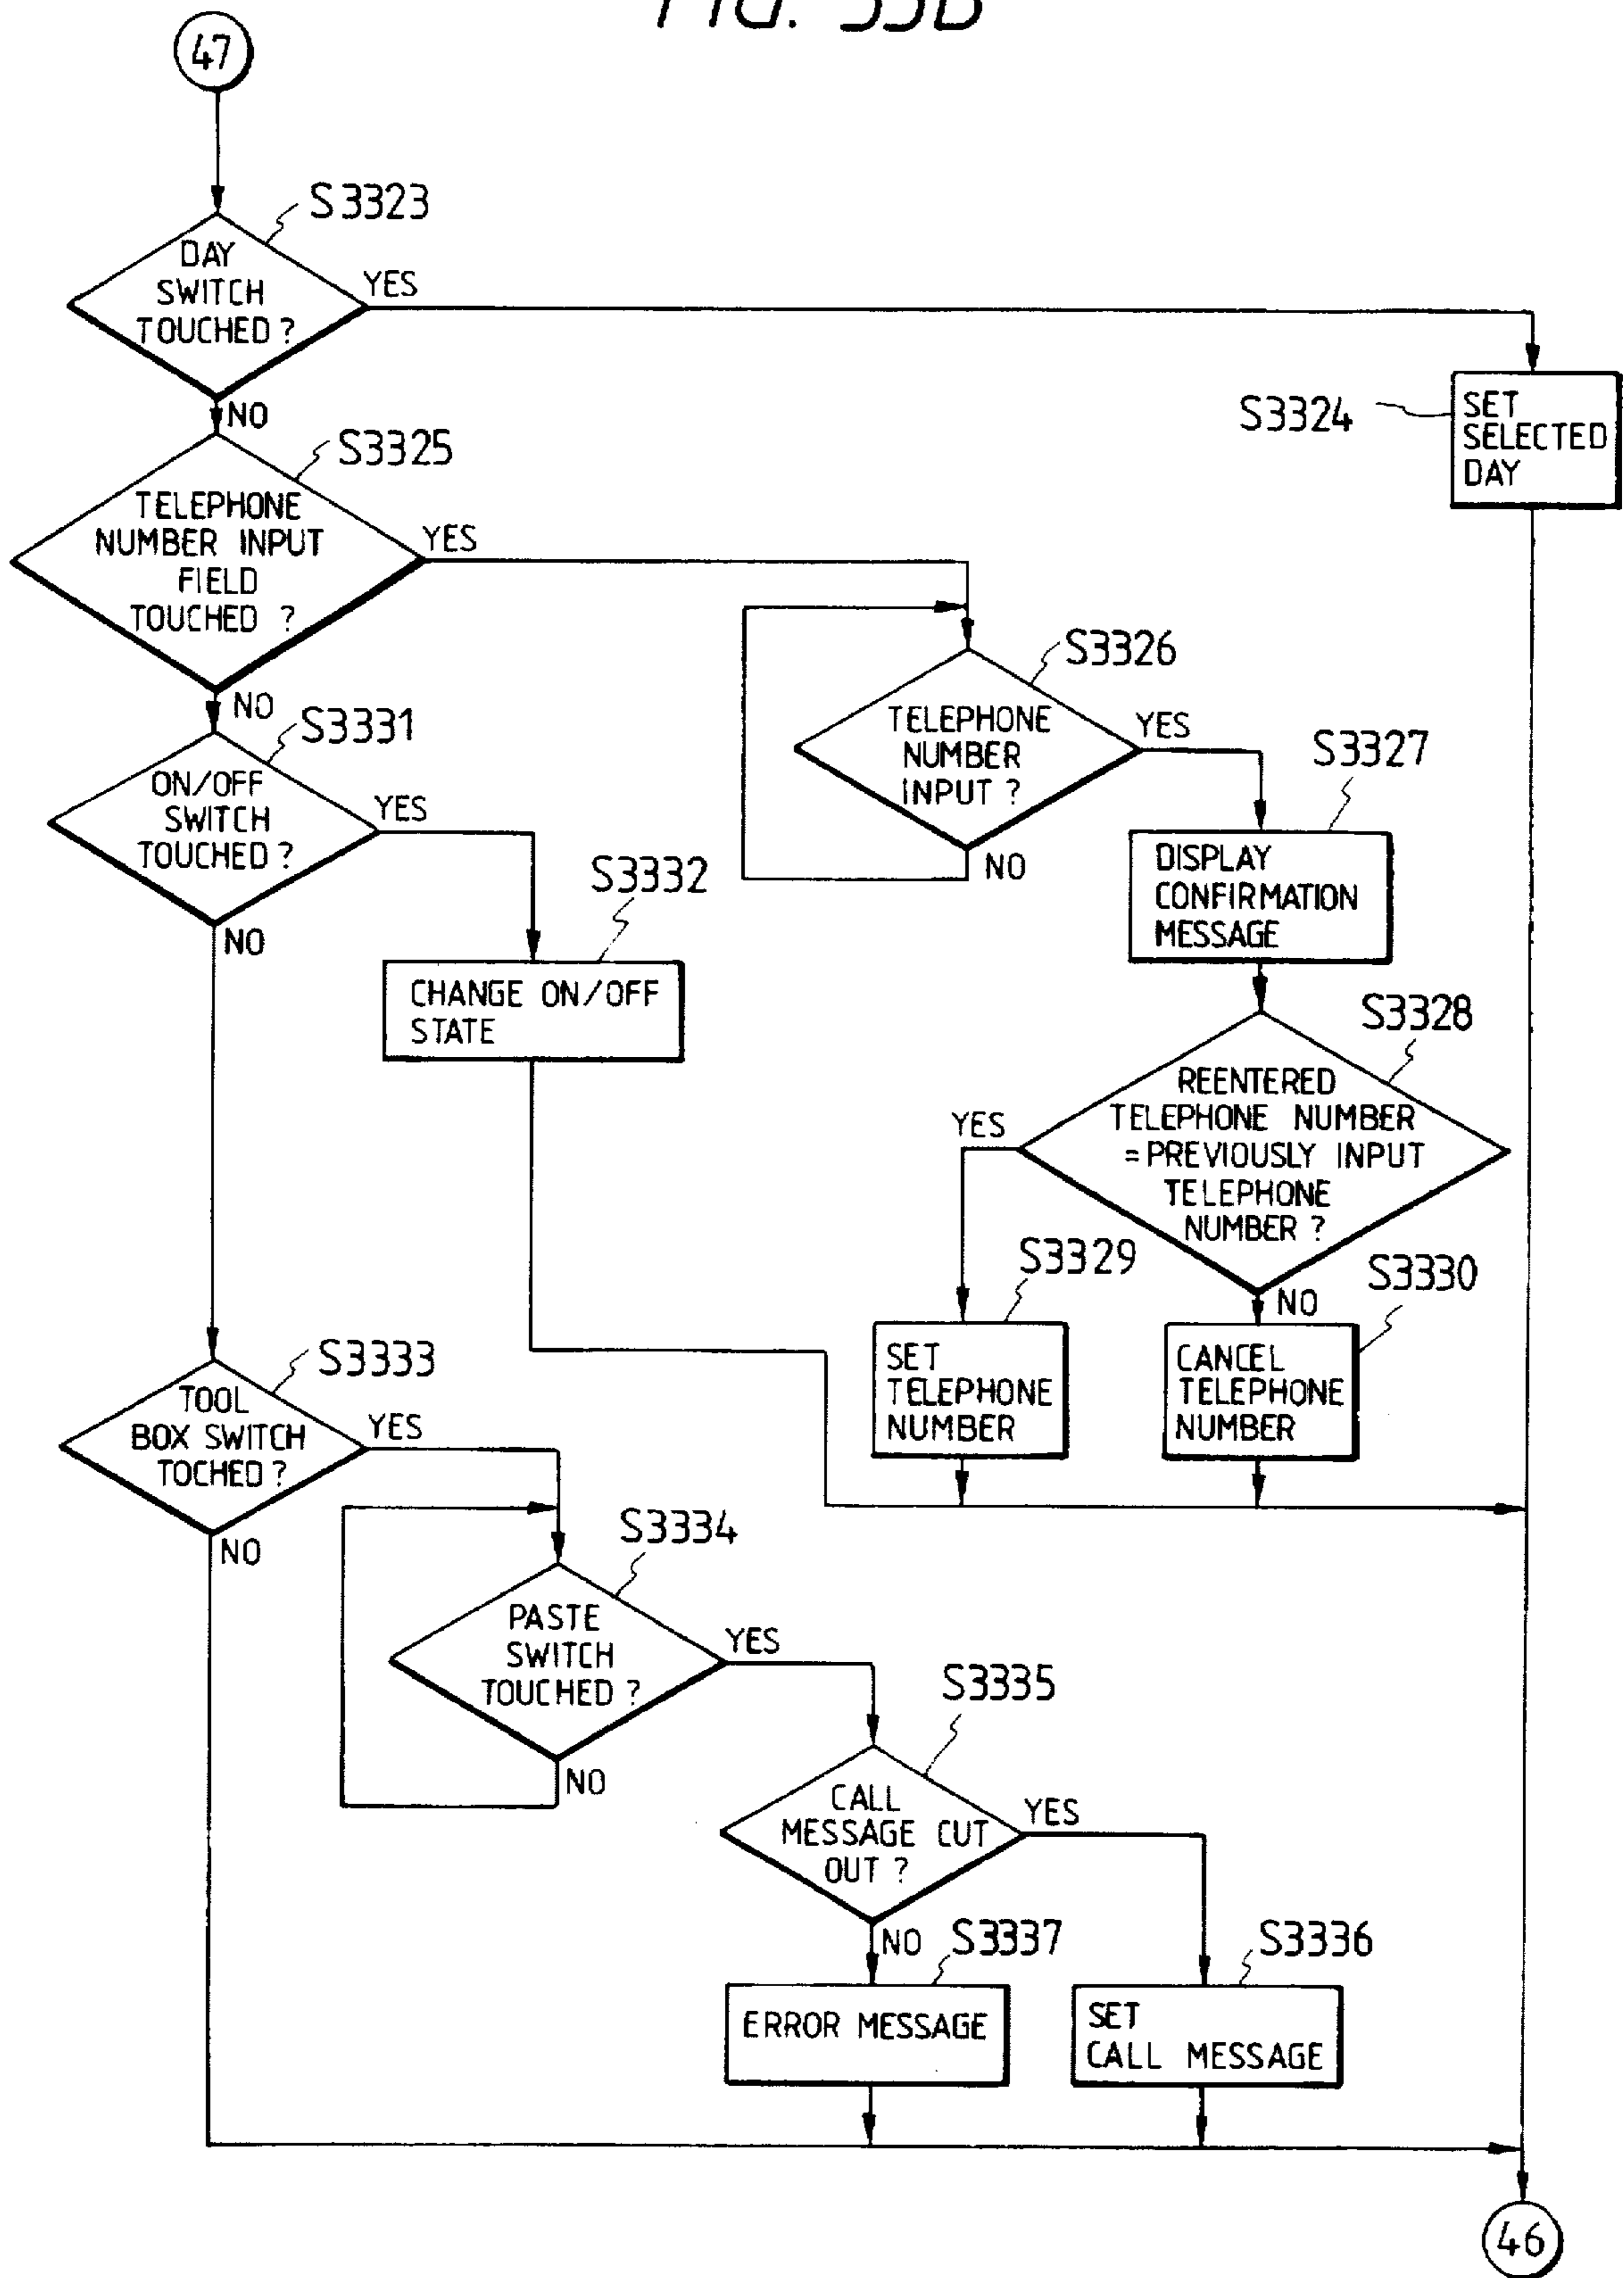 FIG. 33B
47
S3323
DAY
SWITCH
TOUCHED ?
YES
NO
S3324
SET
SELECTED
DAY
S3325
TELEPHONE
NUMBER INPUT
FIELD
TOUCHED ?
YES
NO
S3326
TELEPHONE
NUMBER
INPUT ?
YES
NO
S3327
DISPLAY
CONFIRMATION
MESSAGE
S3328
REENTERED
TELEPHONE NUMBER
=PREVIOUSLY INPUT
TELEPHONE
NUMBER ?
YES
NO
S3329
SET
TELEPHONE
NUMBER
S3330
CANCEL
TELEPHONE
NUMBER
S3331
ON/OFF
SWITCH
TOUCHED ?
YES
NO
S3332
CHANGE ON/OFF
STATE
S3333
TOOL
BOX SWITCH
TOCHED ?
YES
NO
S3334
PASTE
SWITCH
TOUCHED ?
YES
NO
S3335
CALL
MESSAGE CUT
OUT ?
YES
NO
S3337
ERROR MESSAGE
S3336
SET
CALL MESSAGE
46